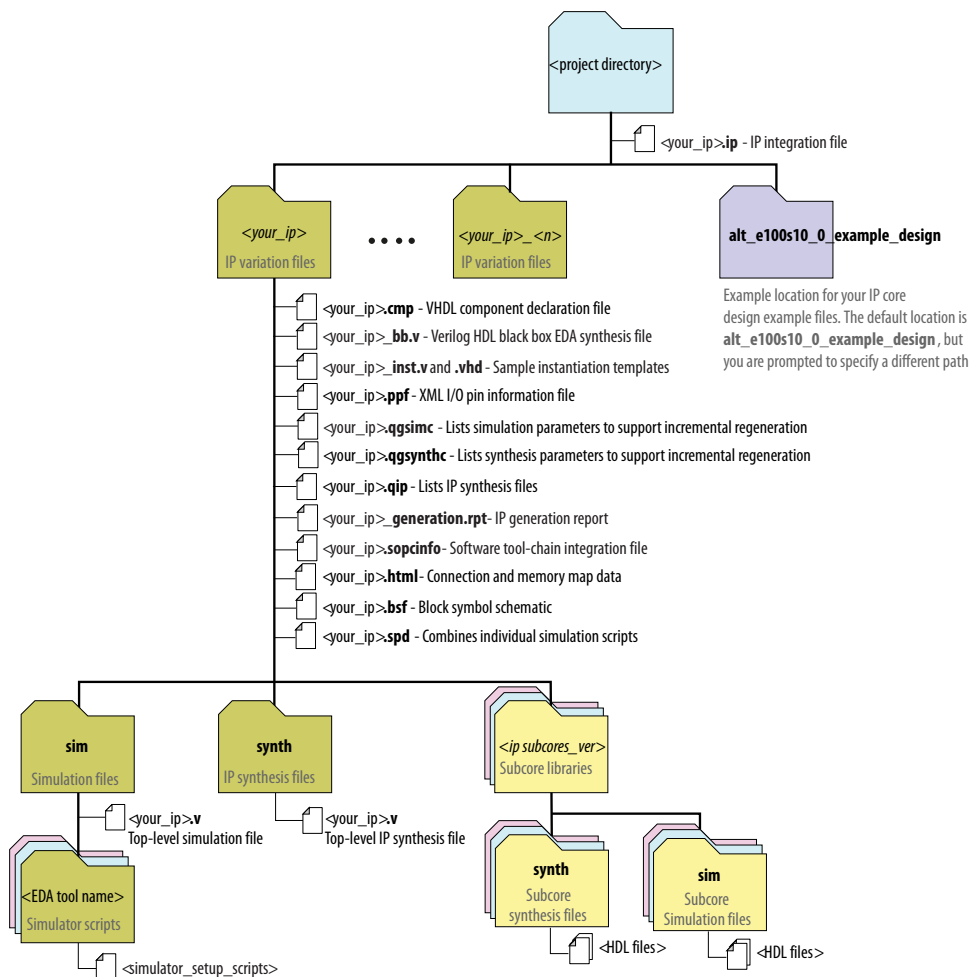 <project directory>
<your_ip>.ip - IP integration file
<your_ip>
IP variation files
<your_ip>_<n>
IP variation files
alt_e100s10_0_example_design
Example location for your IP core
design example files. The default location is
alt_e100s10_0_example_design , but
you are prompted to specify a different path
<your_ip>.cmp - VHDL component declaration file
<your_ip>_bb.v - Verilog HDL black box EDA synthesis file
<your_ip>_inst.v and .vhd - Sample instantiation templates
<your_ip>.ppf - XML I/O pin information file
<your_ip>.qgsimc - Lists simulation parameters to support incremental regeneration
<your_ip>.qgsynthc - Lists synthesis parameters to support incremental regeneration
<your_ip>.qip - Lists IP synthesis files
<your_ip>_generation.rpt- IP generation report
<your_ip>.sopcinfo- Software tool-chain integration file
<your_ip>.html- Connection and memory map data
<your_ip>.bsf - Block symbol schematic
<your_ip>.spd - Combines individual simulation scripts
sim
Simulation files
synth
IP synthesis files
<ip subcores_ver>
Subcore libraries
<your_ip>.v
Top-level simulation file
<your_ip>.v
Top-level IP synthesis file
<EDA tool name>
Simulator scripts
synth
Subcore
synthesis files
sim
Subcore
Simulation files
<HDL files>
<HDL files>
<simulator_setup_scripts>